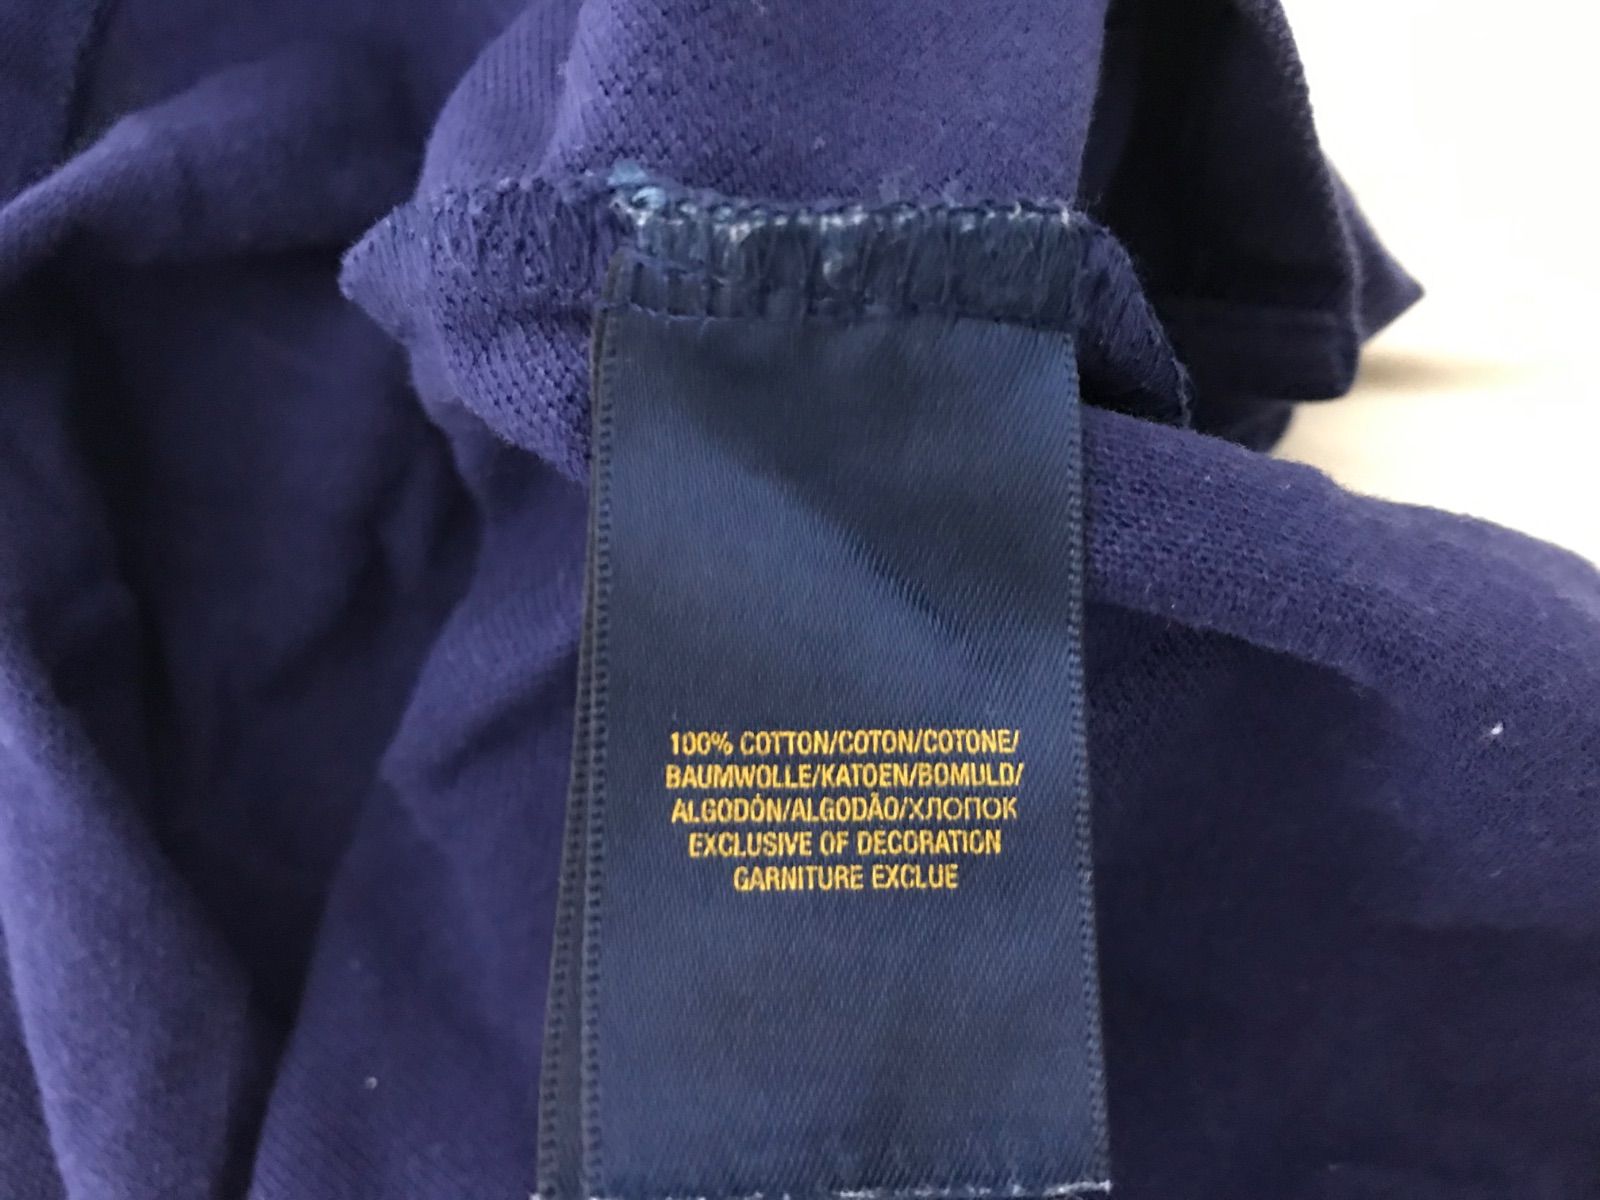 100% COTTON/COTON/COTONE/
BAUMWOLLE/KATOEN/BOMULD/
ALGODÓN/ALGODÃO/ХЛОПОК
EXCLUSIVE OF DECORATION
GARNITURE EXCLUE